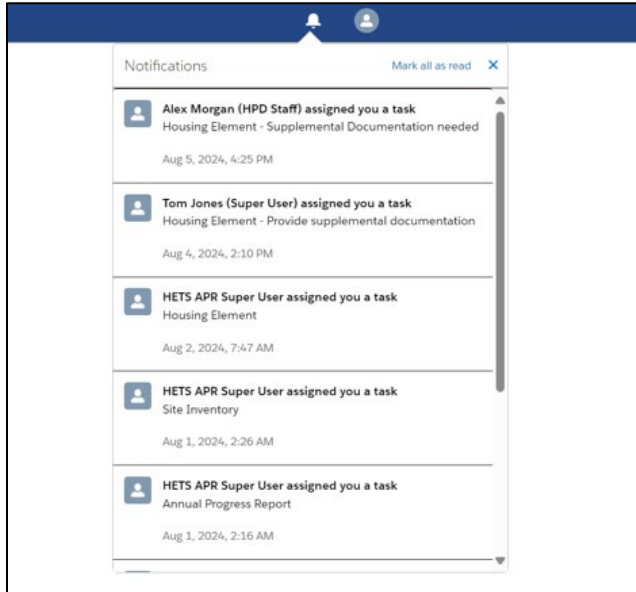 Notifications Mark all as read
Alex Morgan (HPD Staff) assigned you a task
Housing Element - Supplemental Documentation needed
Aug 5, 2024, 4:25 PM
Tom Jones (Super User) assigned you a task
Housing Element - Provide supplemental documentation
Aug 4, 2024, 2:10 PM
HETS APR Super User assigned you a task
Housing Element
Aug 2, 2024, 7:47 AM
HETS APR Super User assigned you a task
Site Inventory
Aug 1, 2024, 2:26 AM
HETS APR Super User assigned you a task
Annual Progress Report
Aug 1, 2024, 2:16 AM